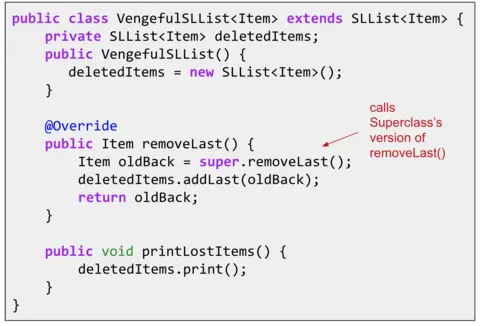 public class VengefulSLList<Item> extends SLList<Item> {
    private SLList<Item> deletedItems;
    public VengefulSLList() {
       deletedItems = new SLList<Item>();
    }
    @Override
    public Item removeLast() {
        Item oldBack = super.removeLast();
        deletedItems.addLast(oldBack);
        return oldBack;
    }
    public void printLostItems() {
        deletedItems.print();
    }
}
calls
Superclass's
version of
removeLast()